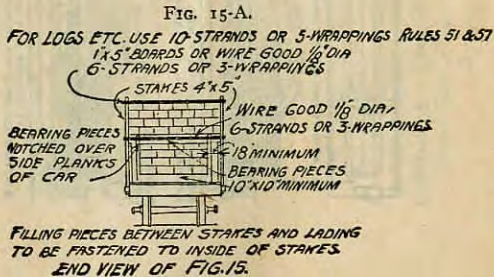 FIG. 15-A.
FOR LOGS ETC. USE 10-STRANDS OR 5-WRAPPINGS RULES 51 & 57
1"X5" BOARDS OR WIRE GOOD 1/8" DIA
6-STRANDS OR 3-WRAPPINGS
STAKES 4"X5"
WIRE GOOD 1/8" DIA,
6-STRANDS OR 3-WRAPPINGS
BEARING PIECES
NOTCHED OVER
SIDE PLANKS
OF CAR
18" MINIMUM
BEARING PIECES
10"X10" MINIMUM
FILLING PIECES BETWEEN STAKES AND LADING
TO BE FASTENED TO INSIDE OF STAKES.
END VIEW OF FIG.15.